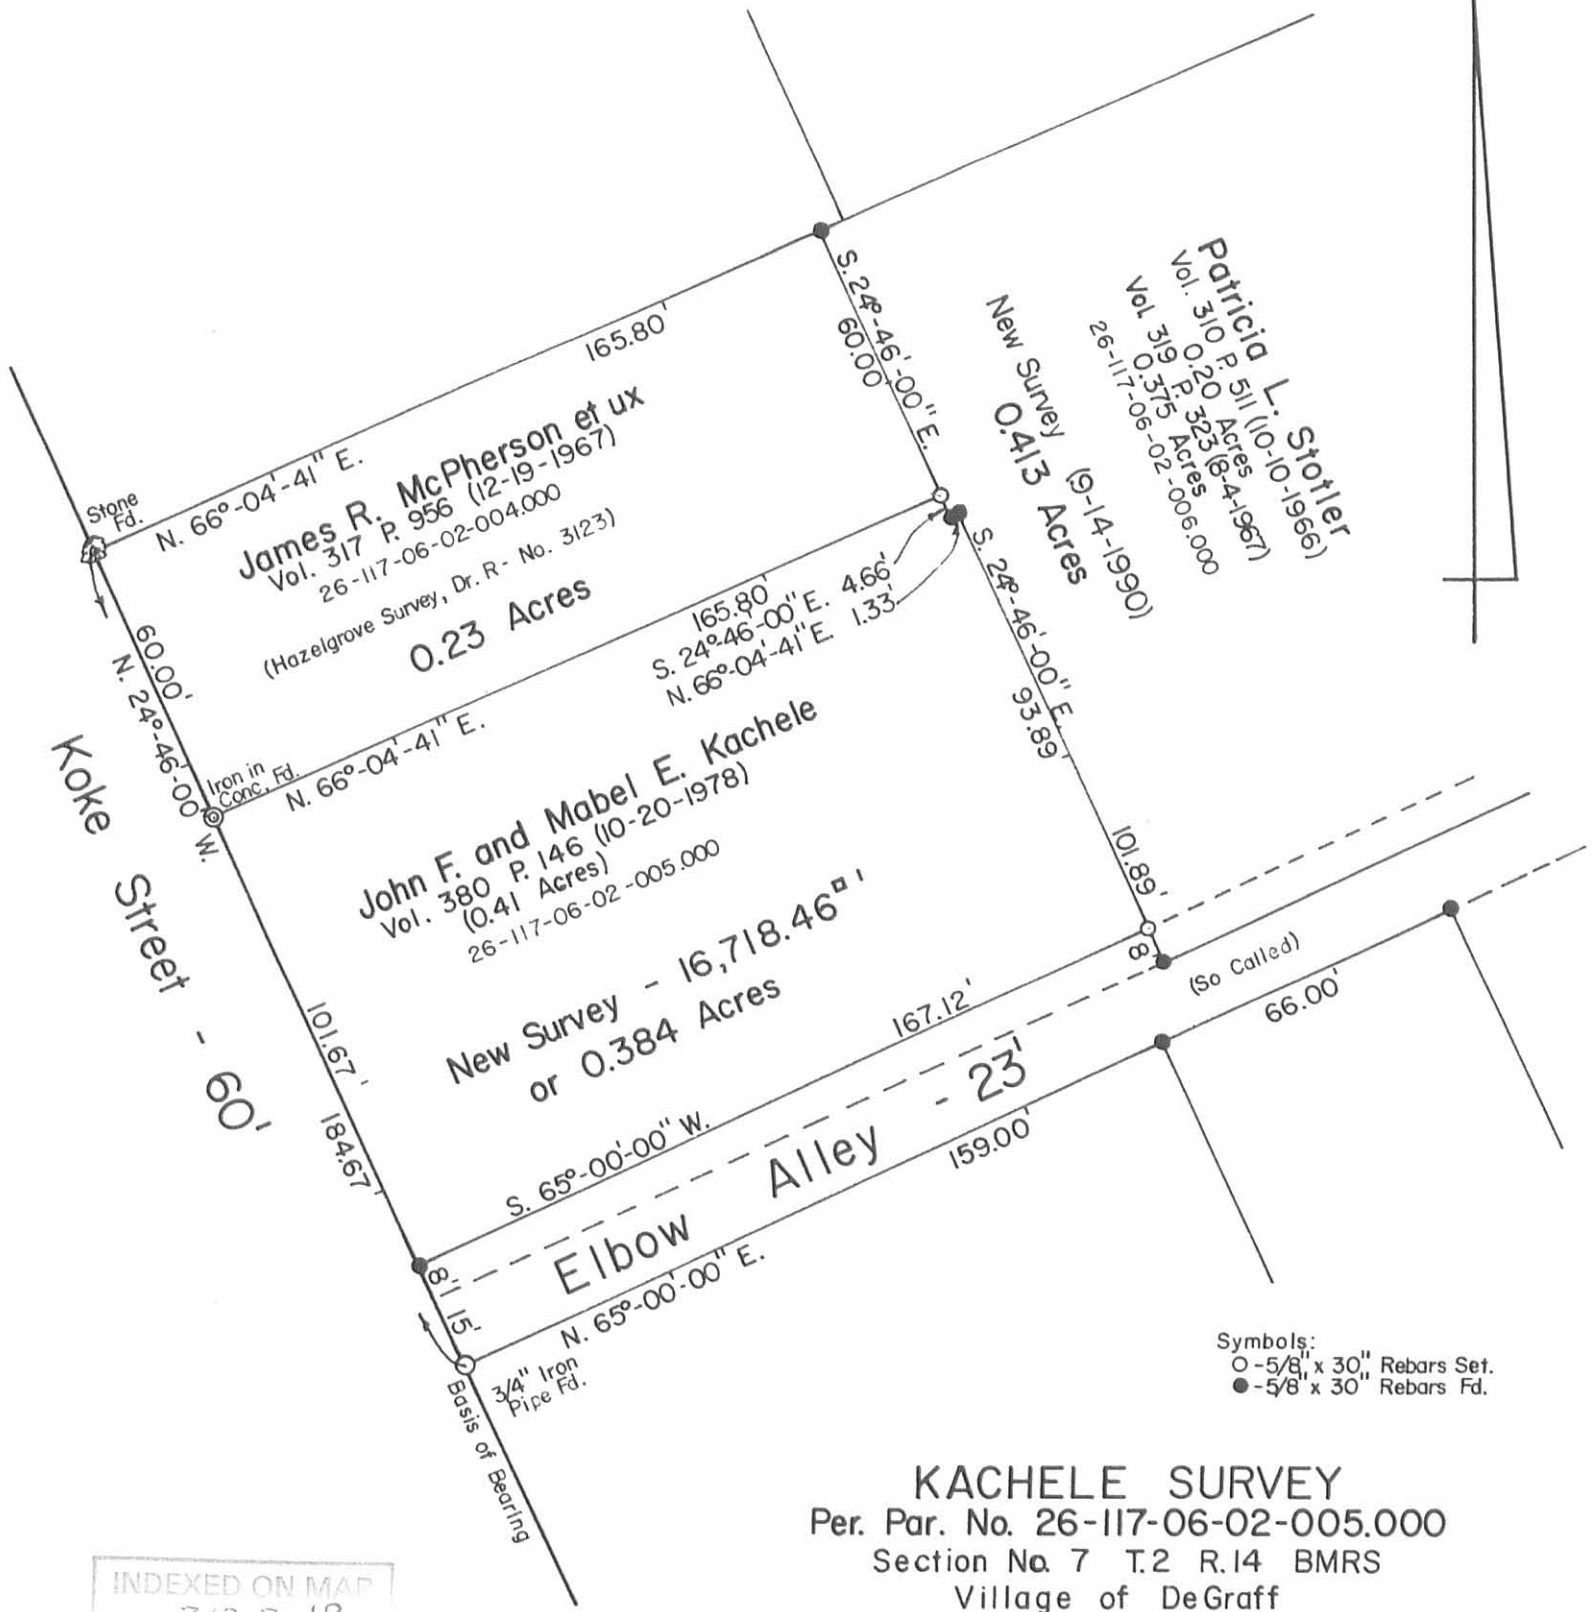 165.80'
S. 24°-46'-00" E.
60.00'
Stone
Fd.
N. 66°-04'-41" E.
James R. McPherson et ux
Vol. 317 P. 956 (12-19-1967)
26-117-06-02-004.000
(Hazelgrove Survey, Dr. R- No. 3123)
0.23 Acres
Patricia L. Stotler
Vol. 310 P. 511 (10-10-1966)
0.20 Acres
Vol. 319 P. 323 (8-4-1967)
0.375 Acres
26-117-06-02-006.000
New Survey (9-14-1990)
0.413 Acres
60.00'
N. 24°-46'-00" W.
165.80'
S. 24°-46'-00" E. 4.66'
N. 66°-04'-41" E. 1.33'
S. 24°-46'-00" E.
93.89'
101.89'
Iron in
Conc. Fd.
N. 66°-04'-41" E.
Koke Street - 60'
John F. and Mabel E. Kachele
Vol. 380 P. 146 (10-20-1978)
(0.41 Acres)
26-117-06-02-005.000
New Survey - 16,718.46 □'
or 0.384 Acres
101.67'
184.67'
167.12'
S. 65°-00'-00" W.
8'
(So Called)
66.00'
Elbow Alley - 23'
159.00'
N. 65°-00'-00" E.
8'
15'
3/4" Iron
Pipe Fd.
Basis of Bearing
Symbols:
O -5/8" x 30" Rebars Set.
● -5/8" x 30" Rebars Fd.
KACHELE SURVEY
Per. Par. No. 26-117-06-02-005.000
Section No. 7 T.2 R.14 BMRS
Village of DeGraff
INDEXED ON MAP